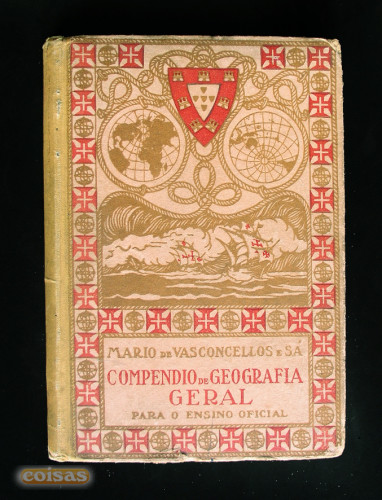 MARIO DE VASCONCELLOS E SÁ
COMPENDIO DE GEOGRAFIA
GERAL
PARA O ENSINO OFICIAL
coisas